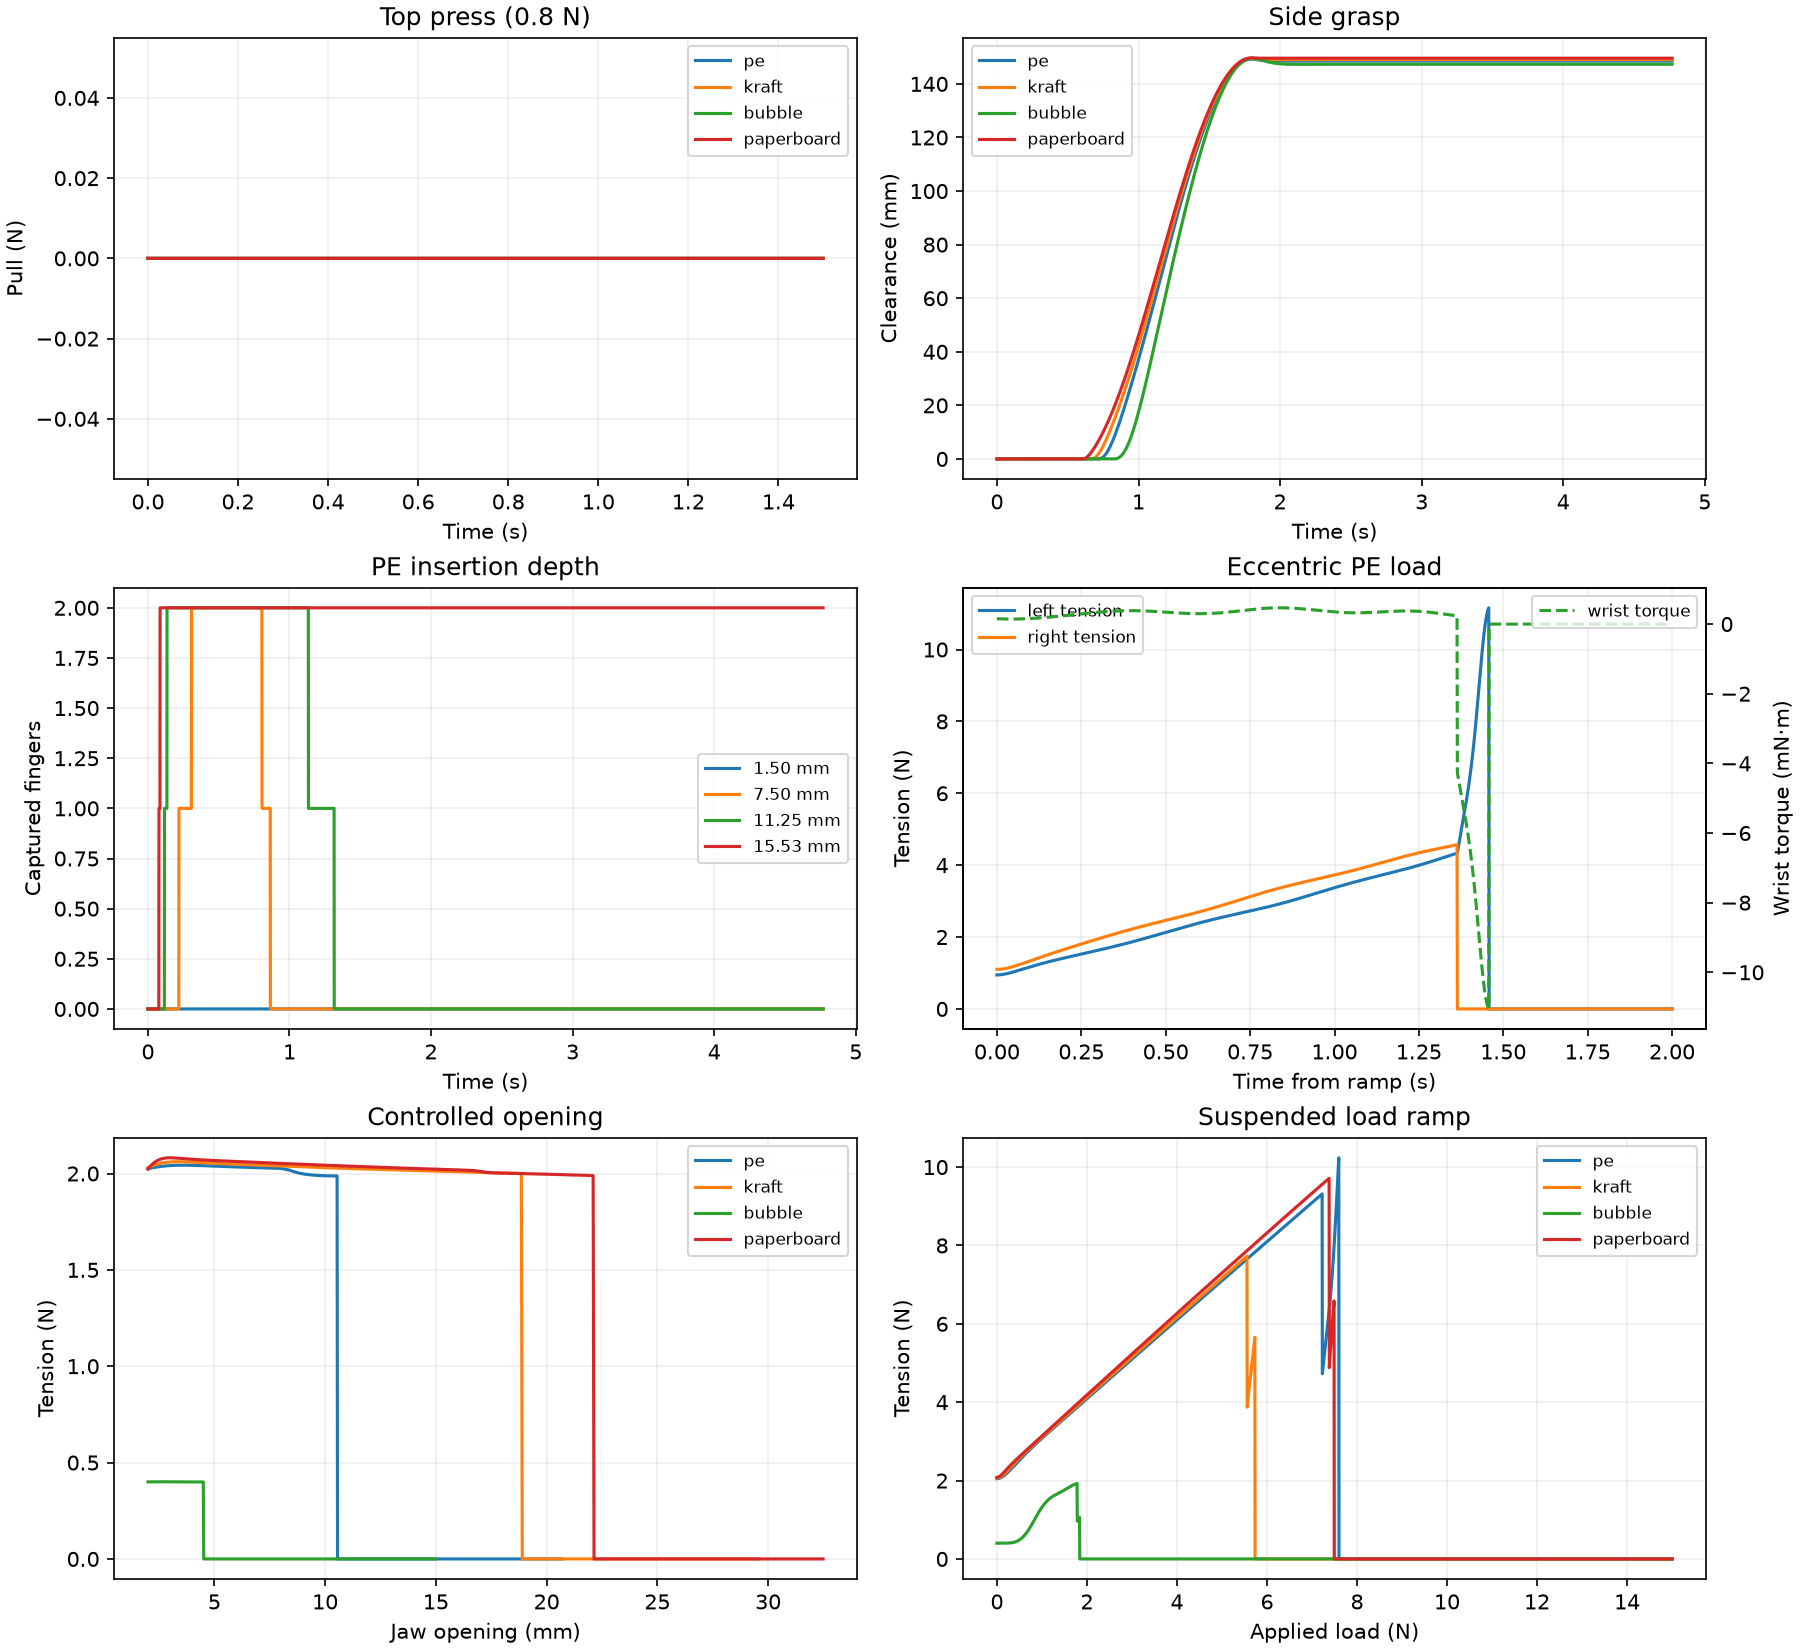 Top press (0.8 N)
Pull (N)
0.04
0.02
0.00
−0.02
−0.04
pe
kraft
bubble
paperboard
0.0 0.2 0.4 0.6 0.8 1.0 1.2 1.4
Time (s)
Side grasp
Clearance (mm)
140
120
100
80
60
40
20
0
pe
kraft
bubble
paperboard
0 1 2 3 4 5
Time (s)
PE insertion depth
Captured fingers
2.00
1.75
1.50
1.25
1.00
0.75
0.50
0.25
0.00
1.50 mm
7.50 mm
11.25 mm
15.53 mm
0 1 2 3 4 5
Time (s)
Eccentric PE load
Tension (N)
10
8
6
4
2
0
left tension
right tension
wrist torque
0
−2
−4
−6
−8
−10
Wrist torque (mN·m)
0.00 0.25 0.50 0.75 1.00 1.25 1.50 1.75 2.00
Time from ramp (s)
Controlled opening
Tension (N)
2.0
1.5
1.0
0.5
0.0
pe
kraft
bubble
paperboard
5 10 15 20 25 30
Jaw opening (mm)
Suspended load ramp
Tension (N)
10
8
6
4
2
0
pe
kraft
bubble
paperboard
0 2 4 6 8 10 12 14
Applied load (N)